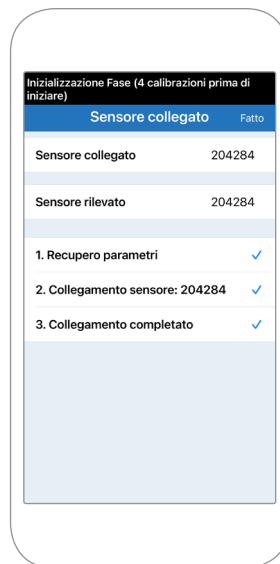 Inizializzazione Fase (4 calibrazioni prima di
iniziare)
Sensore collegato Fatto
Sensore collegato 204284
Sensore rilevato 204284
1. Recupero parametri
2. Collegamento sensore: 204284
3. Collegamento completato